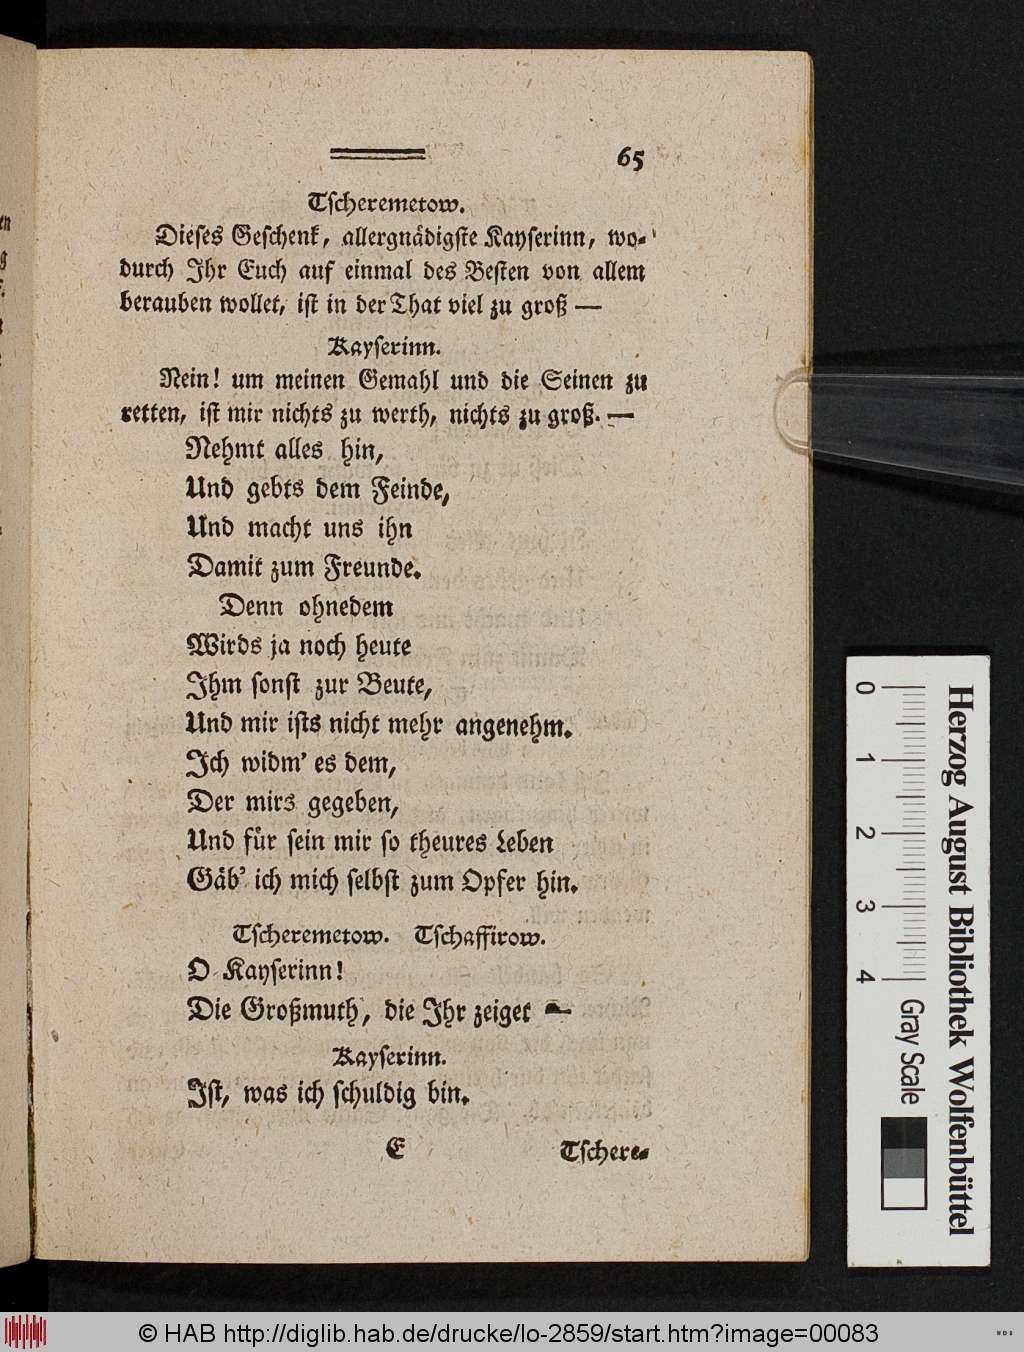 65
Tscheremetow.
Dieses Geschenk, allergnädigste Kayserinn, wo-
durch Ihr Euch auf einmal des Besten von allem
berauben wollet, ist in der That viel zu groß —
Kayserinn.
Nein! um meinen Gemahl und die Seinen zu
retten, ist mir nichts zu werth, nichts zu groß. —
Nehmt alles hin,
Und gebts dem Feinde,
Und macht uns ihn
Damit zum Freunde.
Denn ohnedem
Wirds ja noch heute
Ihm sonst zur Beute,
Und mir ists nicht mehr angenehm.
Ich widm' es dem,
Der mirs gegeben,
Und für sein mir so theures Leben
Gäb' ich mich selbst zum Opfer hin.
Tscheremetow. Tschaffirow.
O Kayserinn!
Die Großmuth, die Ihr zeiget —
Kayserinn.
Ist, was ich schuldig bin.
E Tschere-
0 1 2 3 4 Gray Scale
Herzog August Bibliothek Wolfenbüttel
© HAB http://diglib.hab.de/drucke/lo-2859/start.htm?image=00083